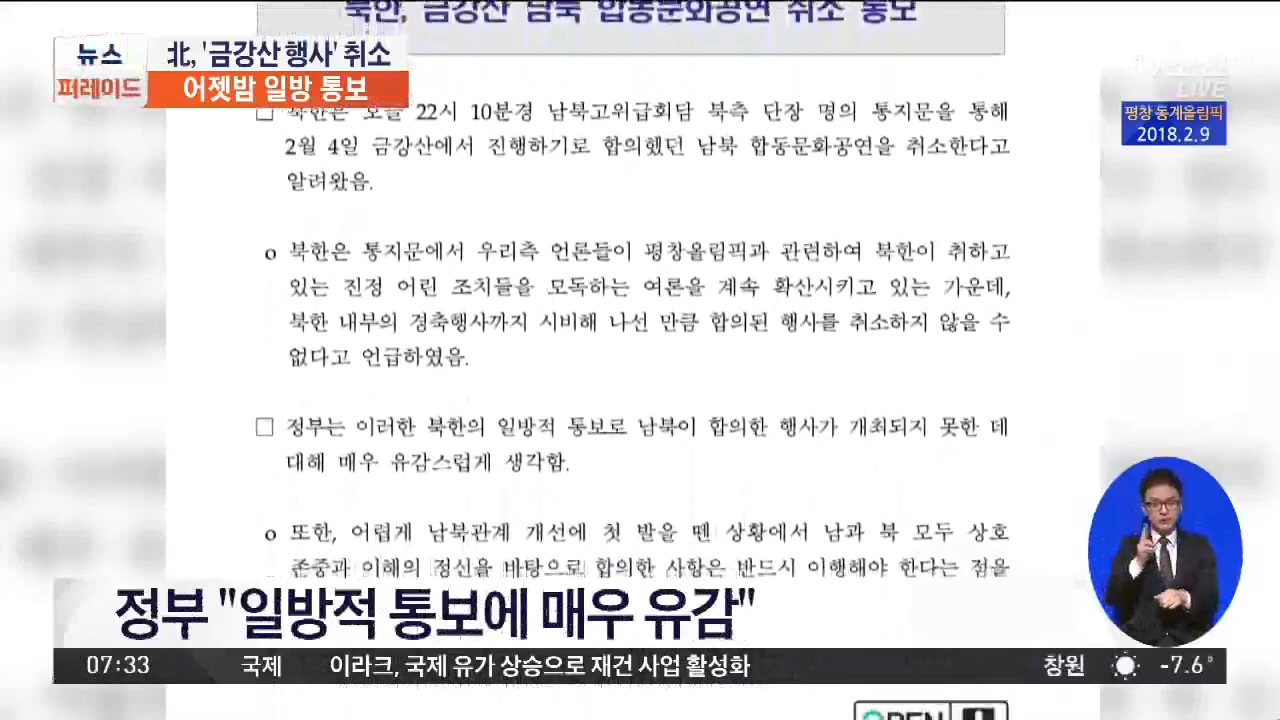 북한, 금강산 남북 합동문화공연 취소 통보
뉴스
퍼레이드
北, '금강산 행사' 취소
어젯밤 일방 통보
LIVE
평창 동계올림픽
2018.2.9
□ 북한은 오늘 22시 10분경 남북고위급회담 북측 단장 명의 통지문을 통해
2월 4일 금강산에서 진행하기로 합의했던 남북 합동문화공연을 취소한다고
알려왔음.
o 북한은 통지문에서 우리측 언론들이 평창올림픽과 관련하여 북한이 취하고
있는 진정 어린 조치들을 모독하는 여론을 계속 확산시키고 있는 가운데,
북한 내부의 경축행사까지 시비해 나선 만큼 합의된 행사를 취소하지 않을 수
없다고 언급하였음.
□ 정부는 이러한 북한의 일방적 통보로 남북이 합의한 행사가 개최되지 못한 데
대해 매우 유감스럽게 생각함.
o 또한, 어렵게 남북관계 개선에 첫 발을 뗀 상황에서 남과 북 모두 상호
존중과 이해의 정신을 바탕으로 합의한 사항은 반드시 이행해야 한다는 점을
정부 "일방적 통보에 매우 유감"
07:33 국제 이라크, 국제 유가 상승으로 재건 사업 활성화 창원 -7.6°
OPEN